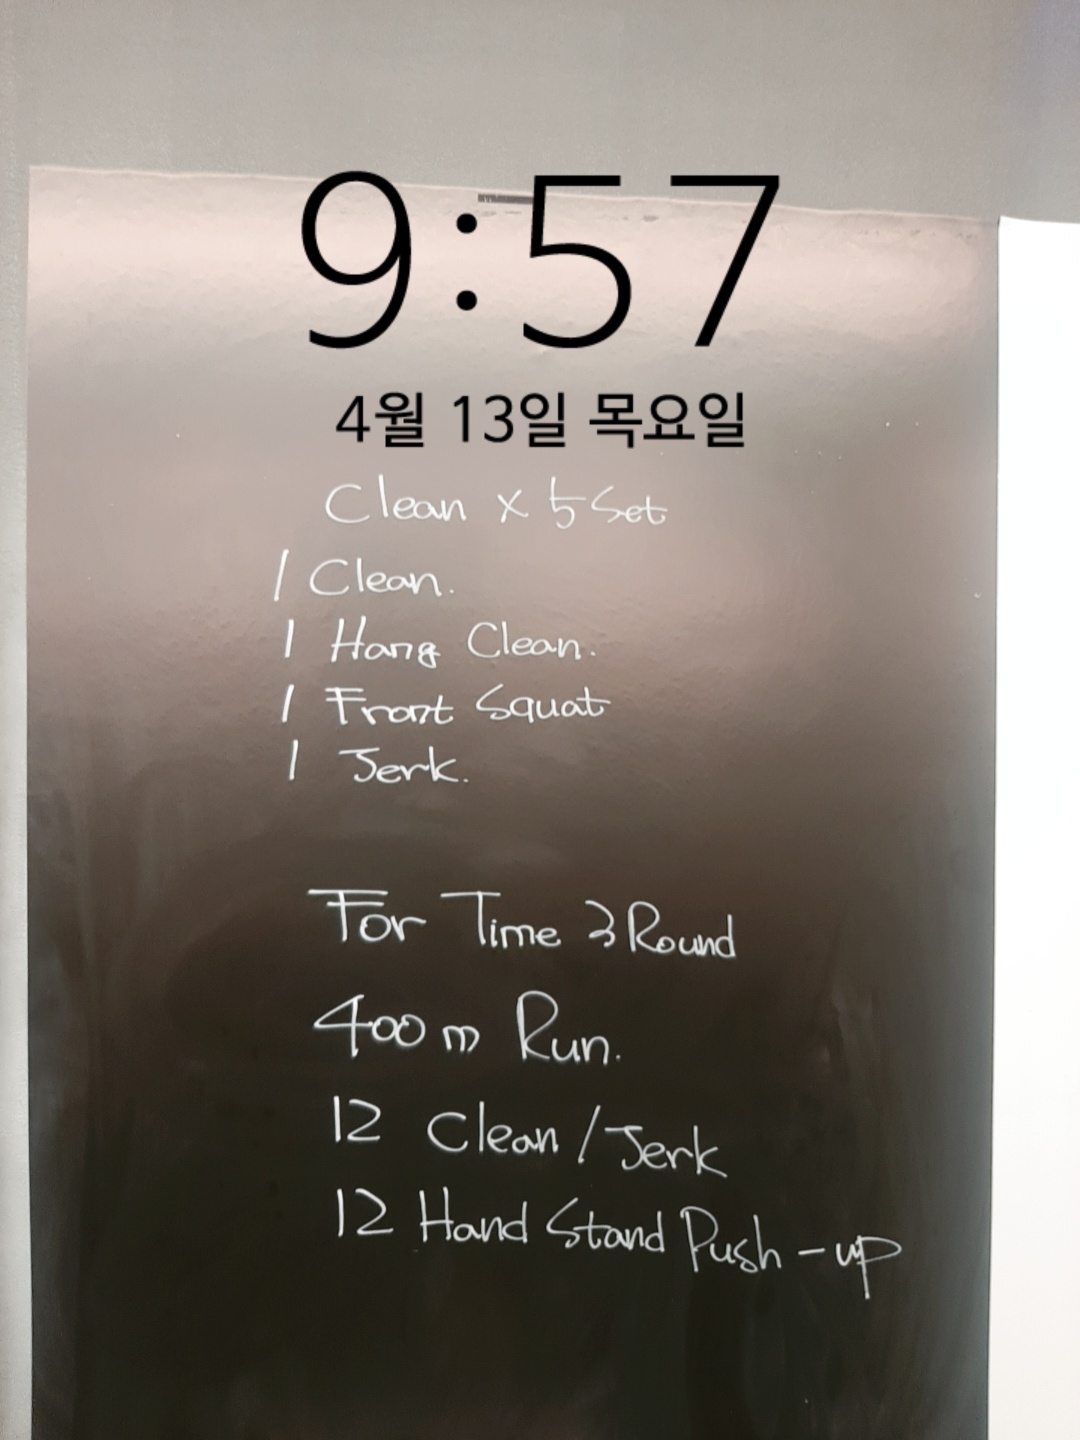 9:57
4월 13일 목요일
Clean x 5 Set
1 Clean.
1 Hang Clean.
1 Front Squat
1 Jerk.
For Time 3 Round
400 m Run.
12 Clean / Jerk
12 Hand Stand Push-up